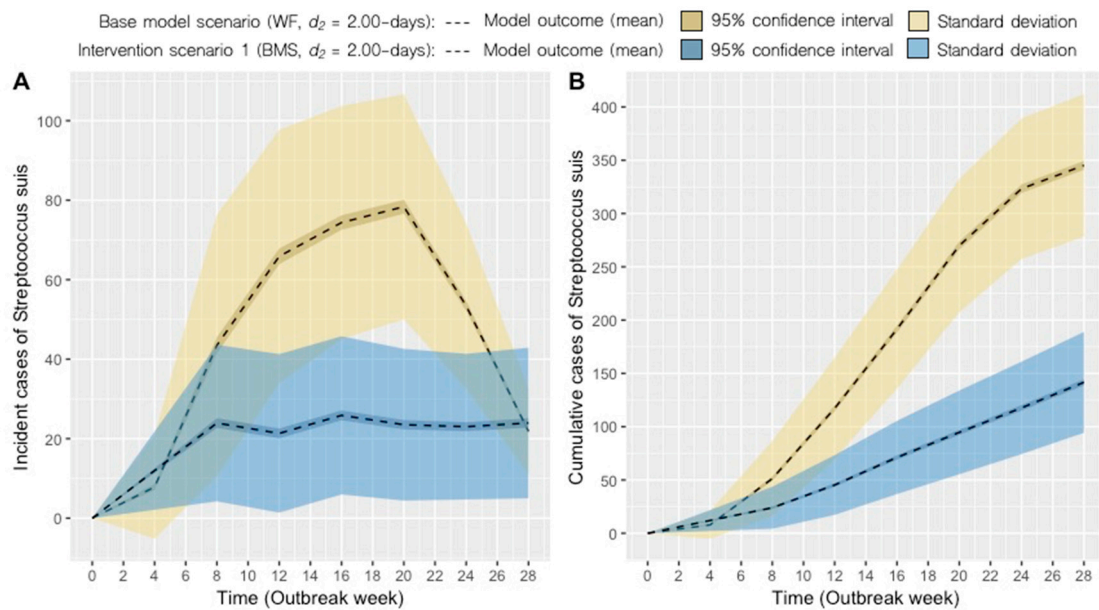 Base model scenario (WF, d2 = 2.00-days): --- Model outcome (mean) 95% confidence interval Standard deviation
Intervention scenario 1 (BMS, d2 = 2.00-days): --- Model outcome (mean) 95% confidence interval Standard deviation
A
Incident cases of Streptococcus suis
100
80
60
40
20
0
0 2 4 6 8 10 12 14 16 18 20 22 24 26 28
Time (Outbreak week)
B
Cumulative cases of Streptococcus suis
400
350
300
250
200
150
100
50
0
0 2 4 6 8 10 12 14 16 18 20 22 24 26 28
Time (Outbreak week)